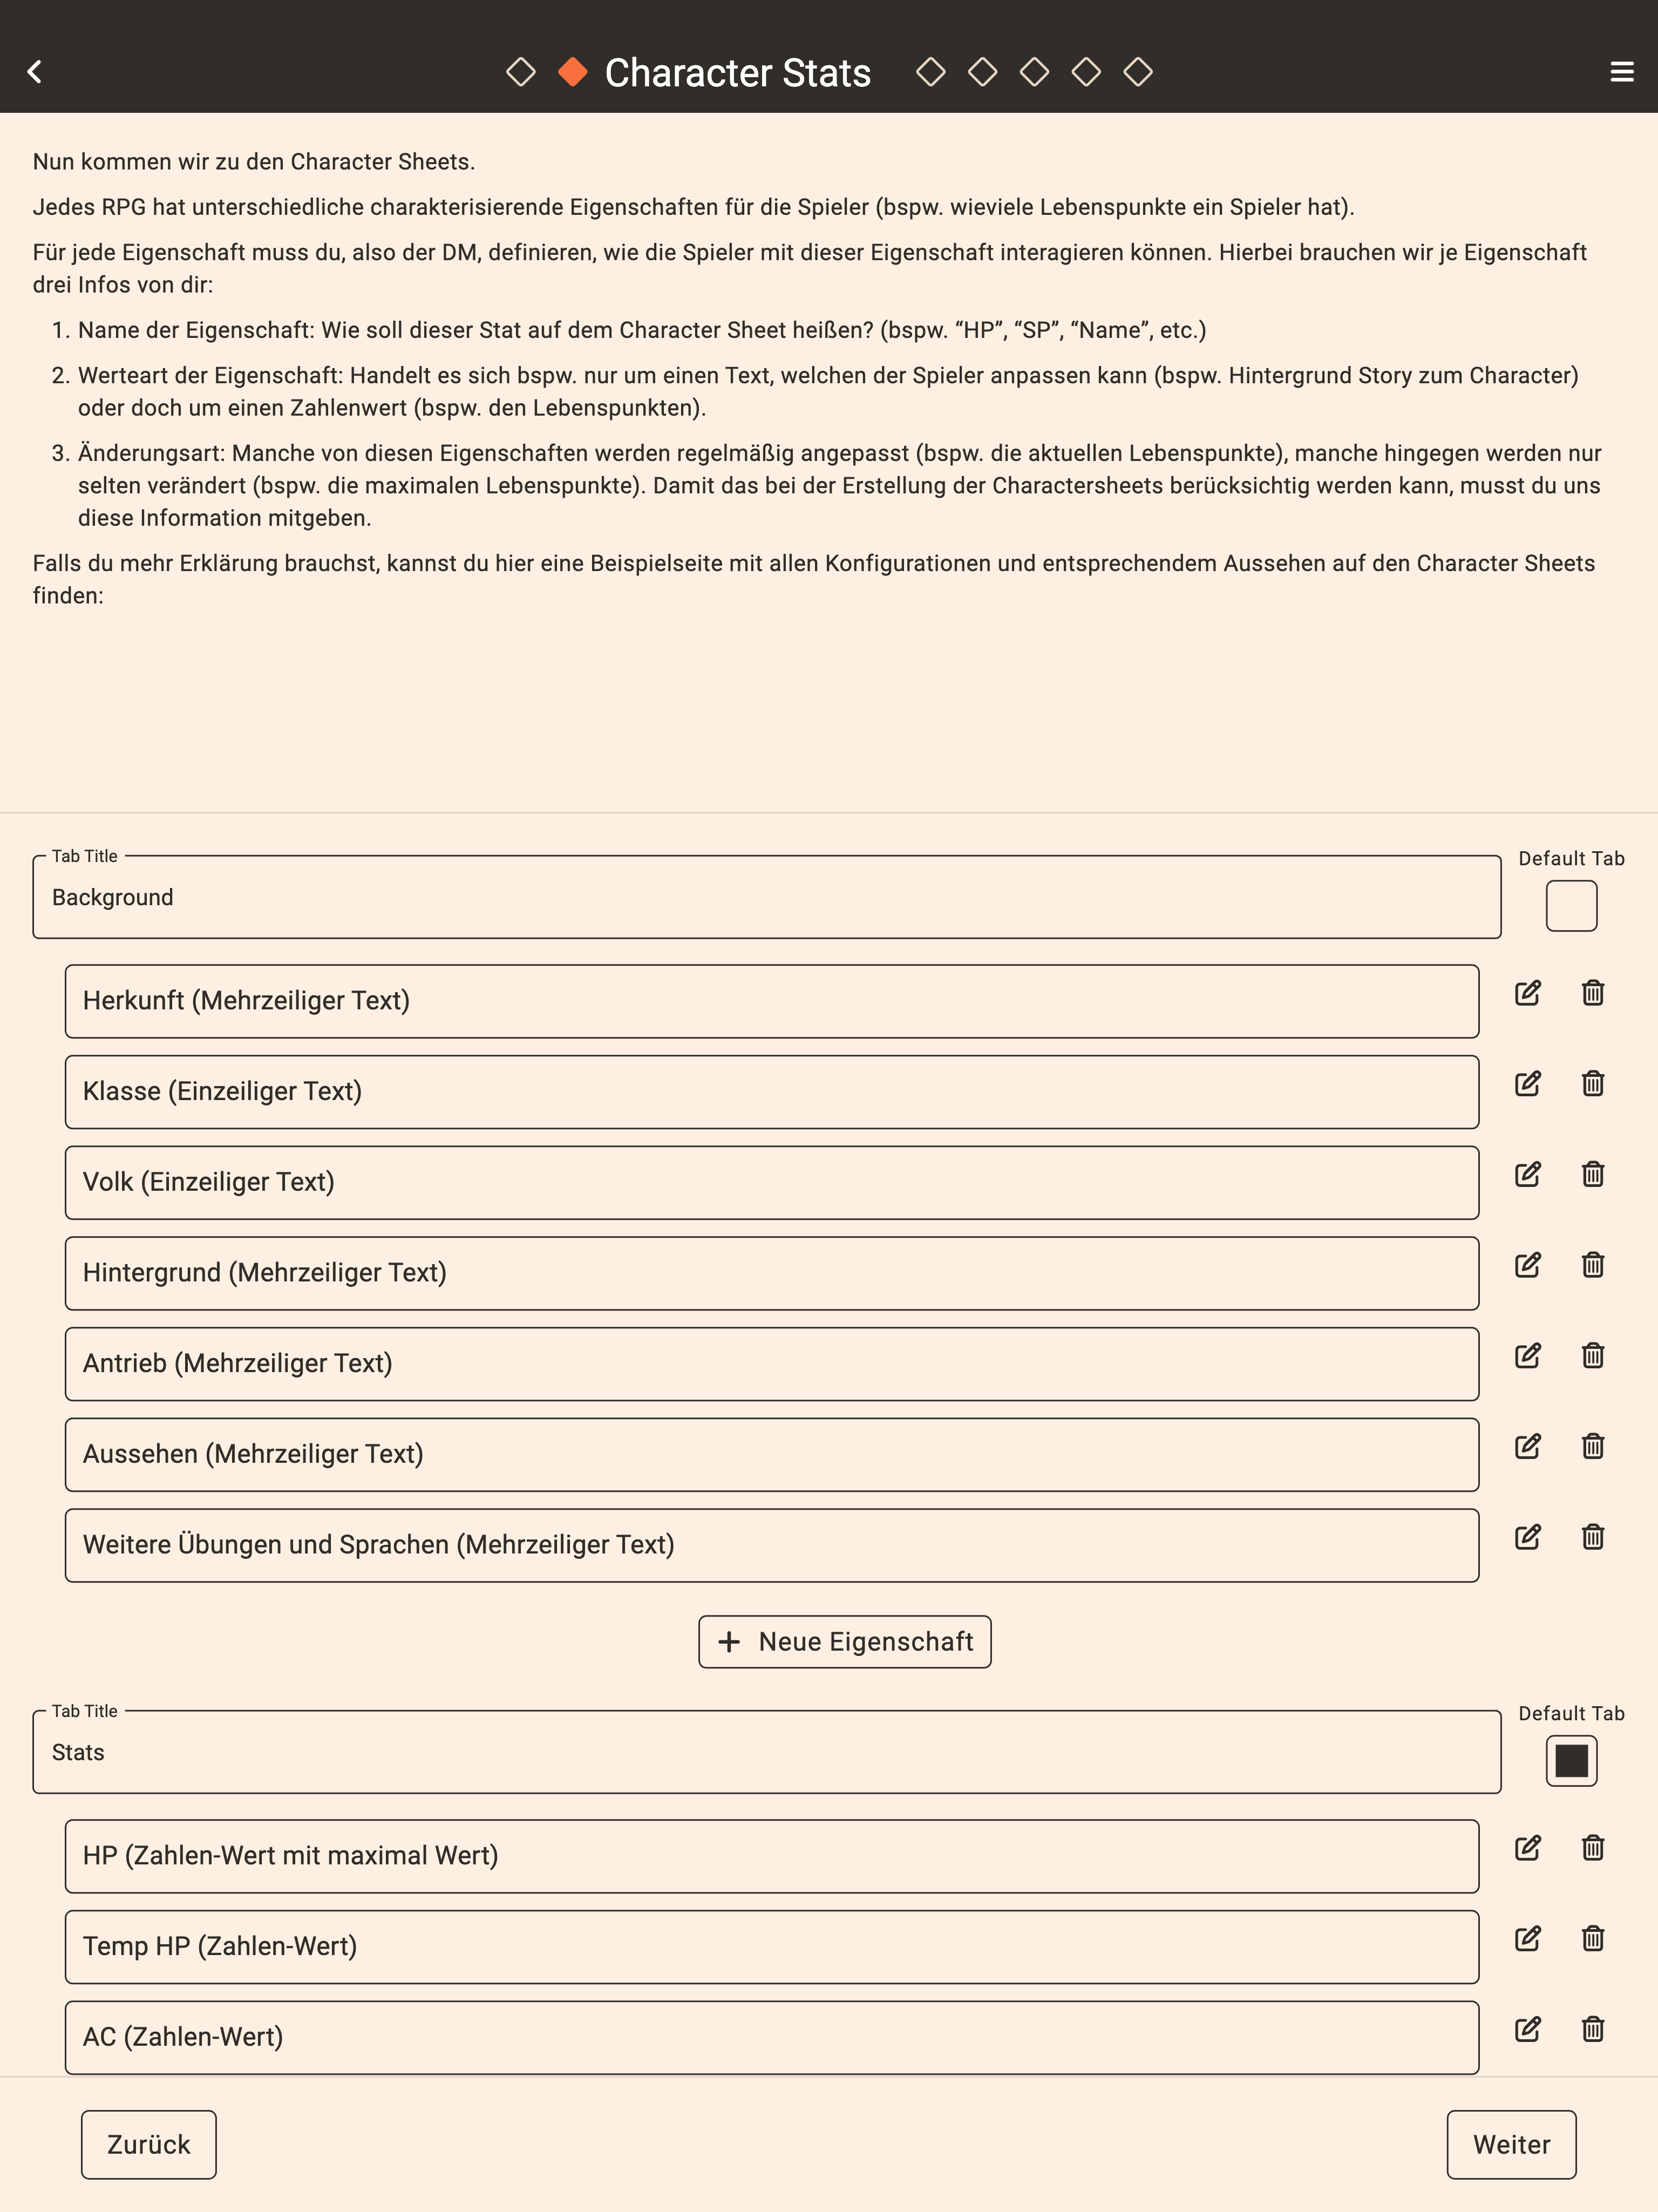 Character Stats
Nun kommen wir zu den Character Sheets.
Jedes RPG hat unterschiedliche charakterisierende Eigenschaften für die Spieler (bspw. wieviele Lebenspunkte ein Spieler hat).
Für jede Eigenschaft muss du, also der DM, definieren, wie die Spieler mit dieser Eigenschaft interagieren können. Hierbei brauchen wir je Eigenschaft
drei Infos von dir:
1. Name der Eigenschaft: Wie soll dieser Stat auf dem Character Sheet heißen? (bspw. “HP”, “SP”, “Name”, etc.)
2. Werteart der Eigenschaft: Handelt es sich bspw. nur um einen Text, welchen der Spieler anpassen kann (bspw. Hintergrund Story zum Character)
oder doch um einen Zahlenwert (bspw. den Lebenspunkten).
3. Änderungsart: Manche von diesen Eigenschaften werden regelmäßig angepasst (bspw. die aktuellen Lebenspunkte), manche hingegen werden nur
selten verändert (bspw. die maximalen Lebenspunkte). Damit das bei der Erstellung der Charactersheets berücksichtig werden kann, musst du uns
diese Information mitgeben.
Falls du mehr Erklärung brauchst, kannst du hier eine Beispielseite mit allen Konfigurationen und entsprechendem Aussehen auf den Character Sheets
finden:
Tab Title
Default Tab
Background
Herkunft (Mehrzeiliger Text)
Klasse (Einzeiliger Text)
Volk (Einzeiliger Text)
Hintergrund (Mehrzeiliger Text)
Antrieb (Mehrzeiliger Text)
Aussehen (Mehrzeiliger Text)
Weitere Übungen und Sprachen (Mehrzeiliger Text)
+ Neue Eigenschaft
Tab Title
Default Tab
Stats
HP (Zahlen-Wert mit maximal Wert)
Temp HP (Zahlen-Wert)
AC (Zahlen-Wert)
Zurück
Weiter